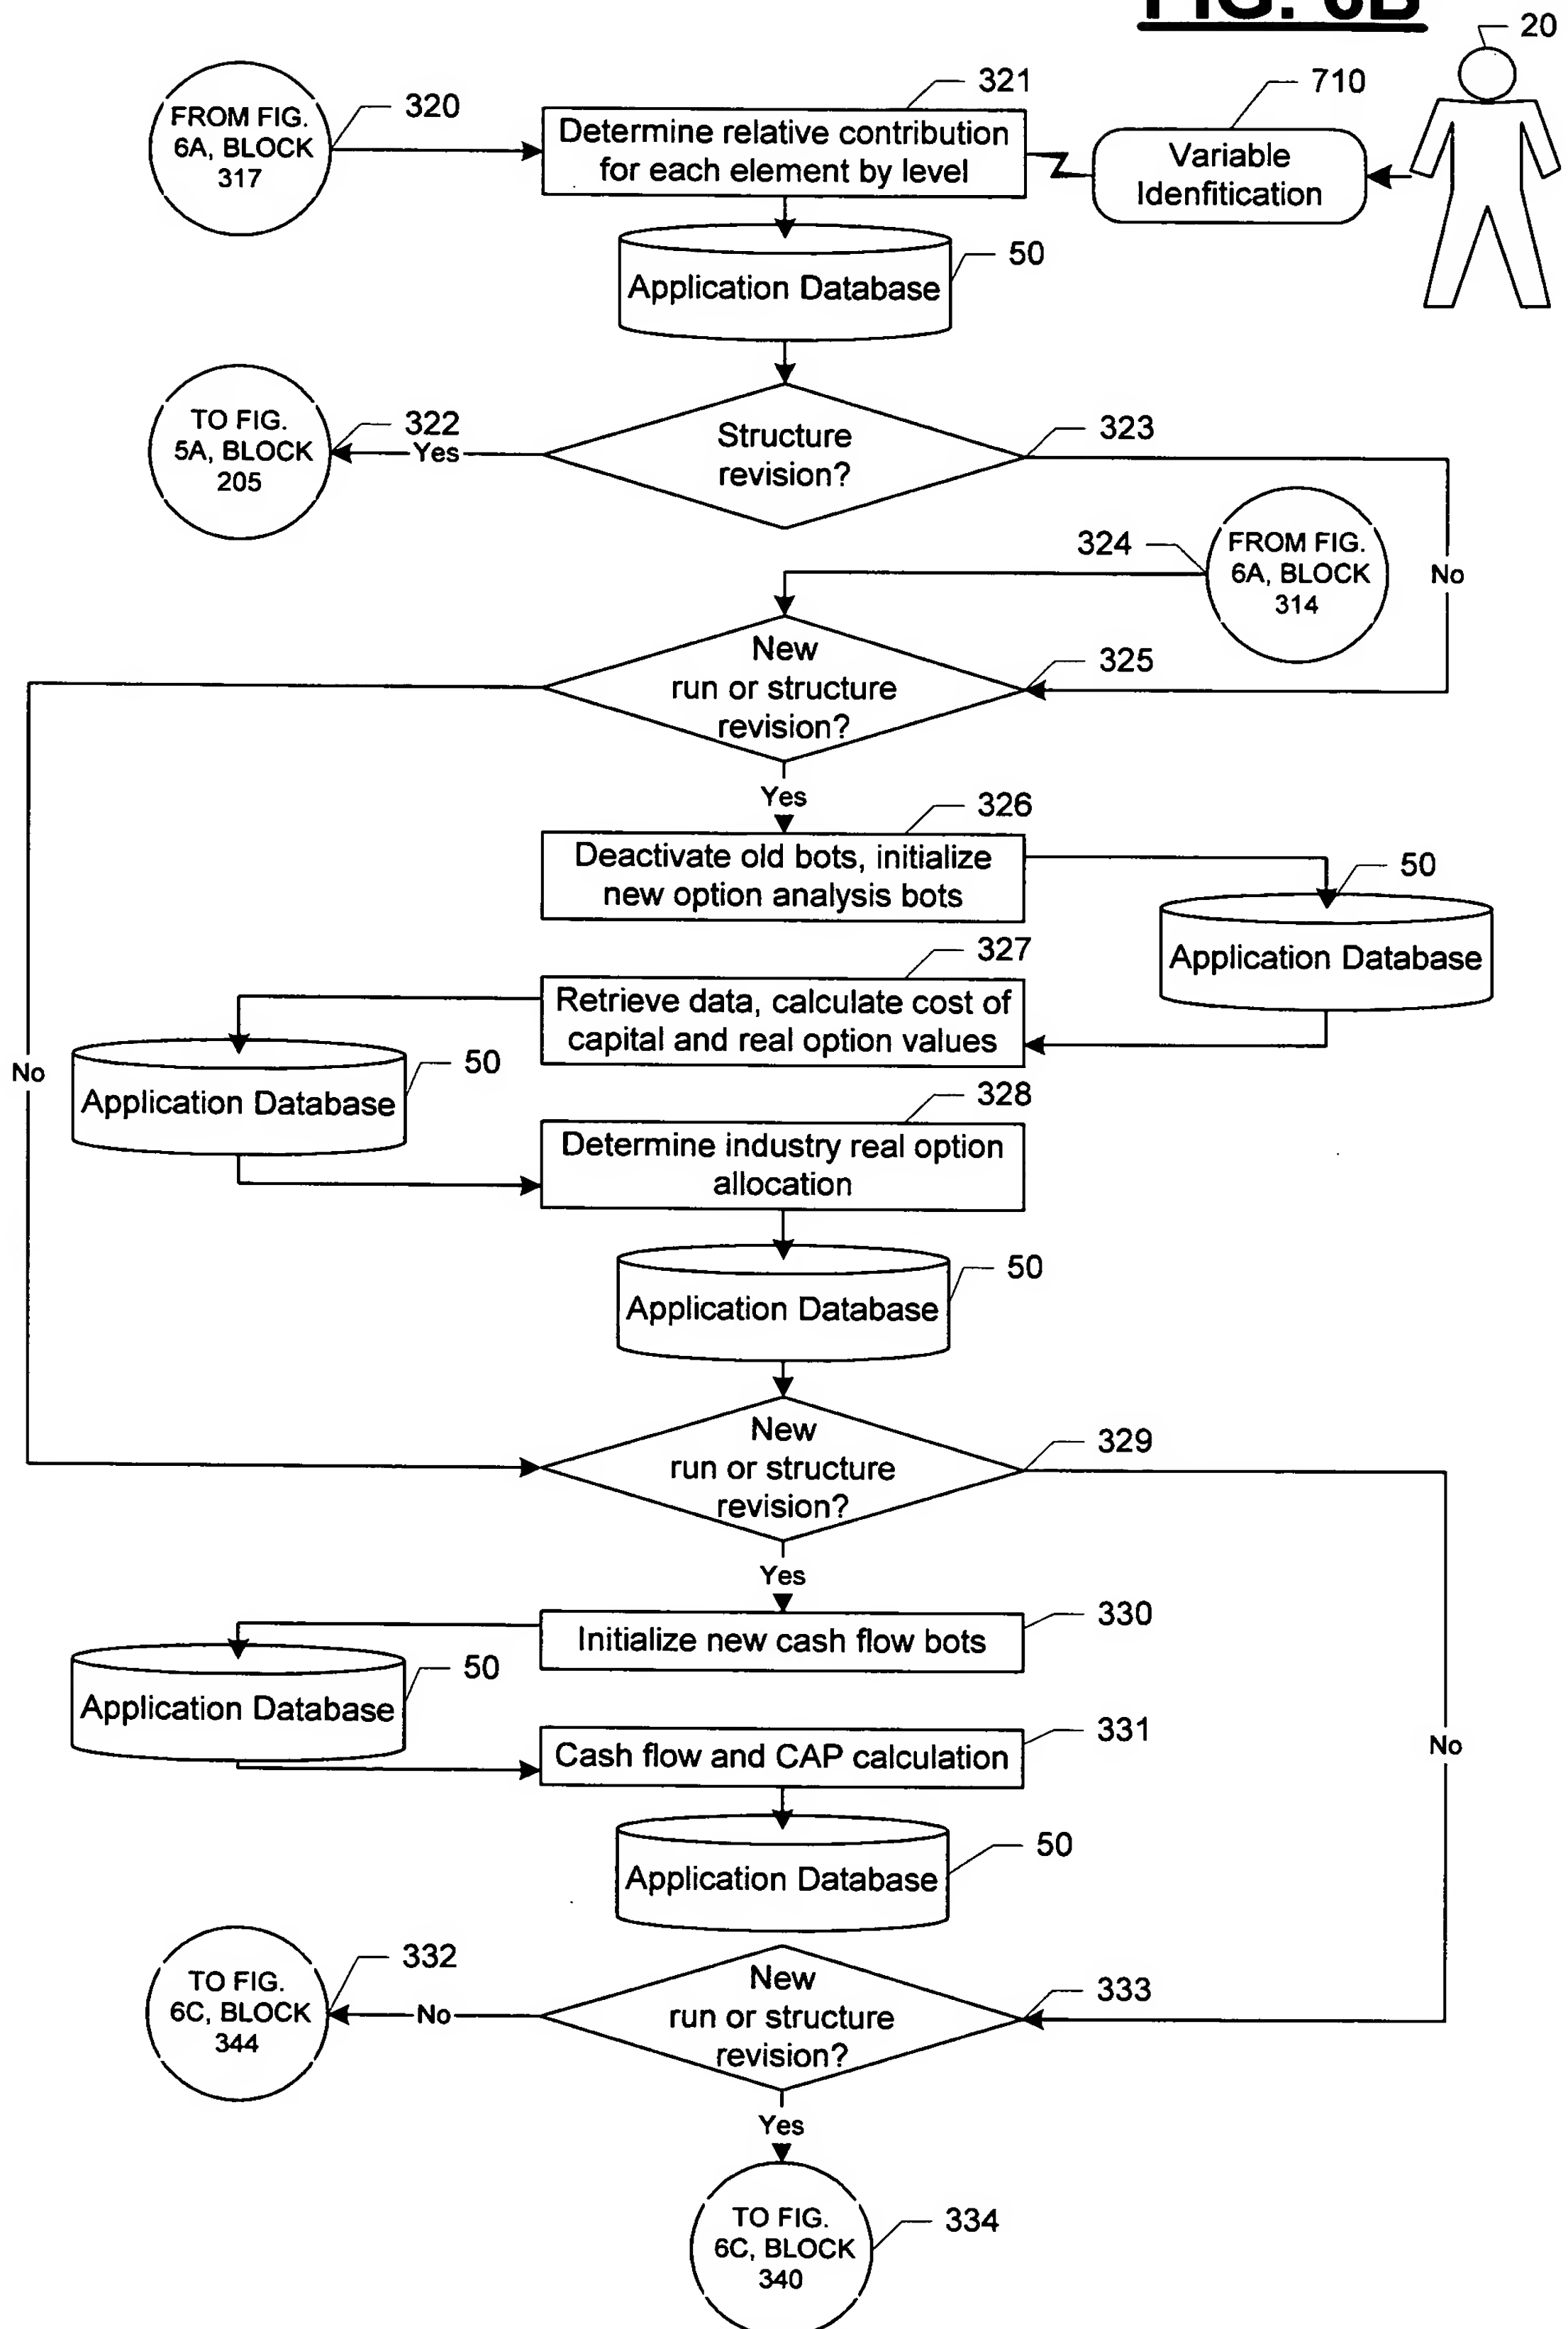 FIG. 6B
20
FROM FIG.
6A, BLOCK
317
320
321
Determine relative contribution
for each element by level
710
Variable
Idenfitication
Application Database
50
TO FIG.
5A, BLOCK
205
322
Yes
Structure
revision?
323
No
324
FROM FIG.
6A, BLOCK
314
New
run or structure
revision?
325
Yes
No
326
Deactivate old bots, initialize
new option analysis bots
50
Application Database
327
Retrieve data, calculate cost of
capital and real option values
50
Application Database
328
Determine industry real option
allocation
50
Application Database
New
run or structure
revision?
329
Yes
No
330
Initialize new cash flow bots
50
Application Database
331
Cash flow and CAP calculation
50
Application Database
TO FIG.
6C, BLOCK
344
332
No
New
run or structure
revision?
333
Yes
TO FIG.
6C, BLOCK
340
334